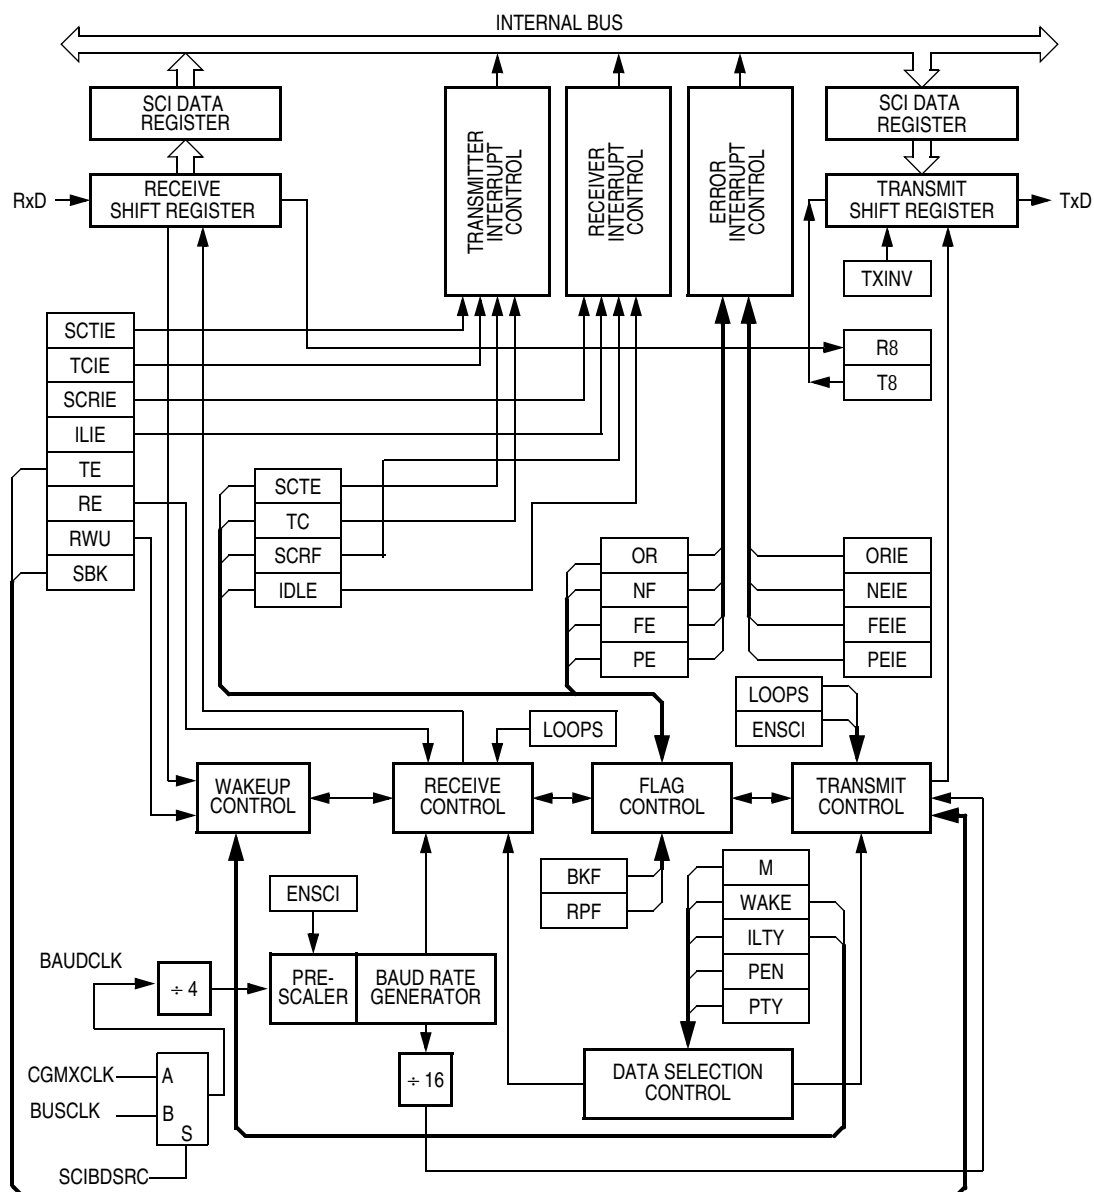 INTERNAL BUS
SCI DATA
REGISTER
SCI DATA
REGISTER
TRANSMITTER
INTERRUPT
CONTROL
RECEIVER
INTERRUPT
CONTROL
ERROR
INTERRUPT
CONTROL
RxD
RECEIVE
SHIFT REGISTER
TRANSMIT
SHIFT REGISTER
TxD
TXINV
SCTIE
TCIE
SCRIE
ILIE
TE
RE
RWU
SBK
R8
T8
SCTE
TC
SCRF
IDLE
OR
NF
FE
PE
ORIE
NEIE
FEIE
PEIE
LOOPS
LOOPS
ENSCI
WAKEUP
CONTROL
RECEIVE
CONTROL
FLAG
CONTROL
TRANSMIT
CONTROL
ENSCI
BKF
RPF
M
WAKE
ILTY
PEN
PTY
BAUDCLK
÷ 4
PRE-
SCALER
BAUD RATE
GENERATOR
÷ 16
DATA SELECTION
CONTROL
CGMXCLK
A
BUSCLK
B
S
SCIBDSRC